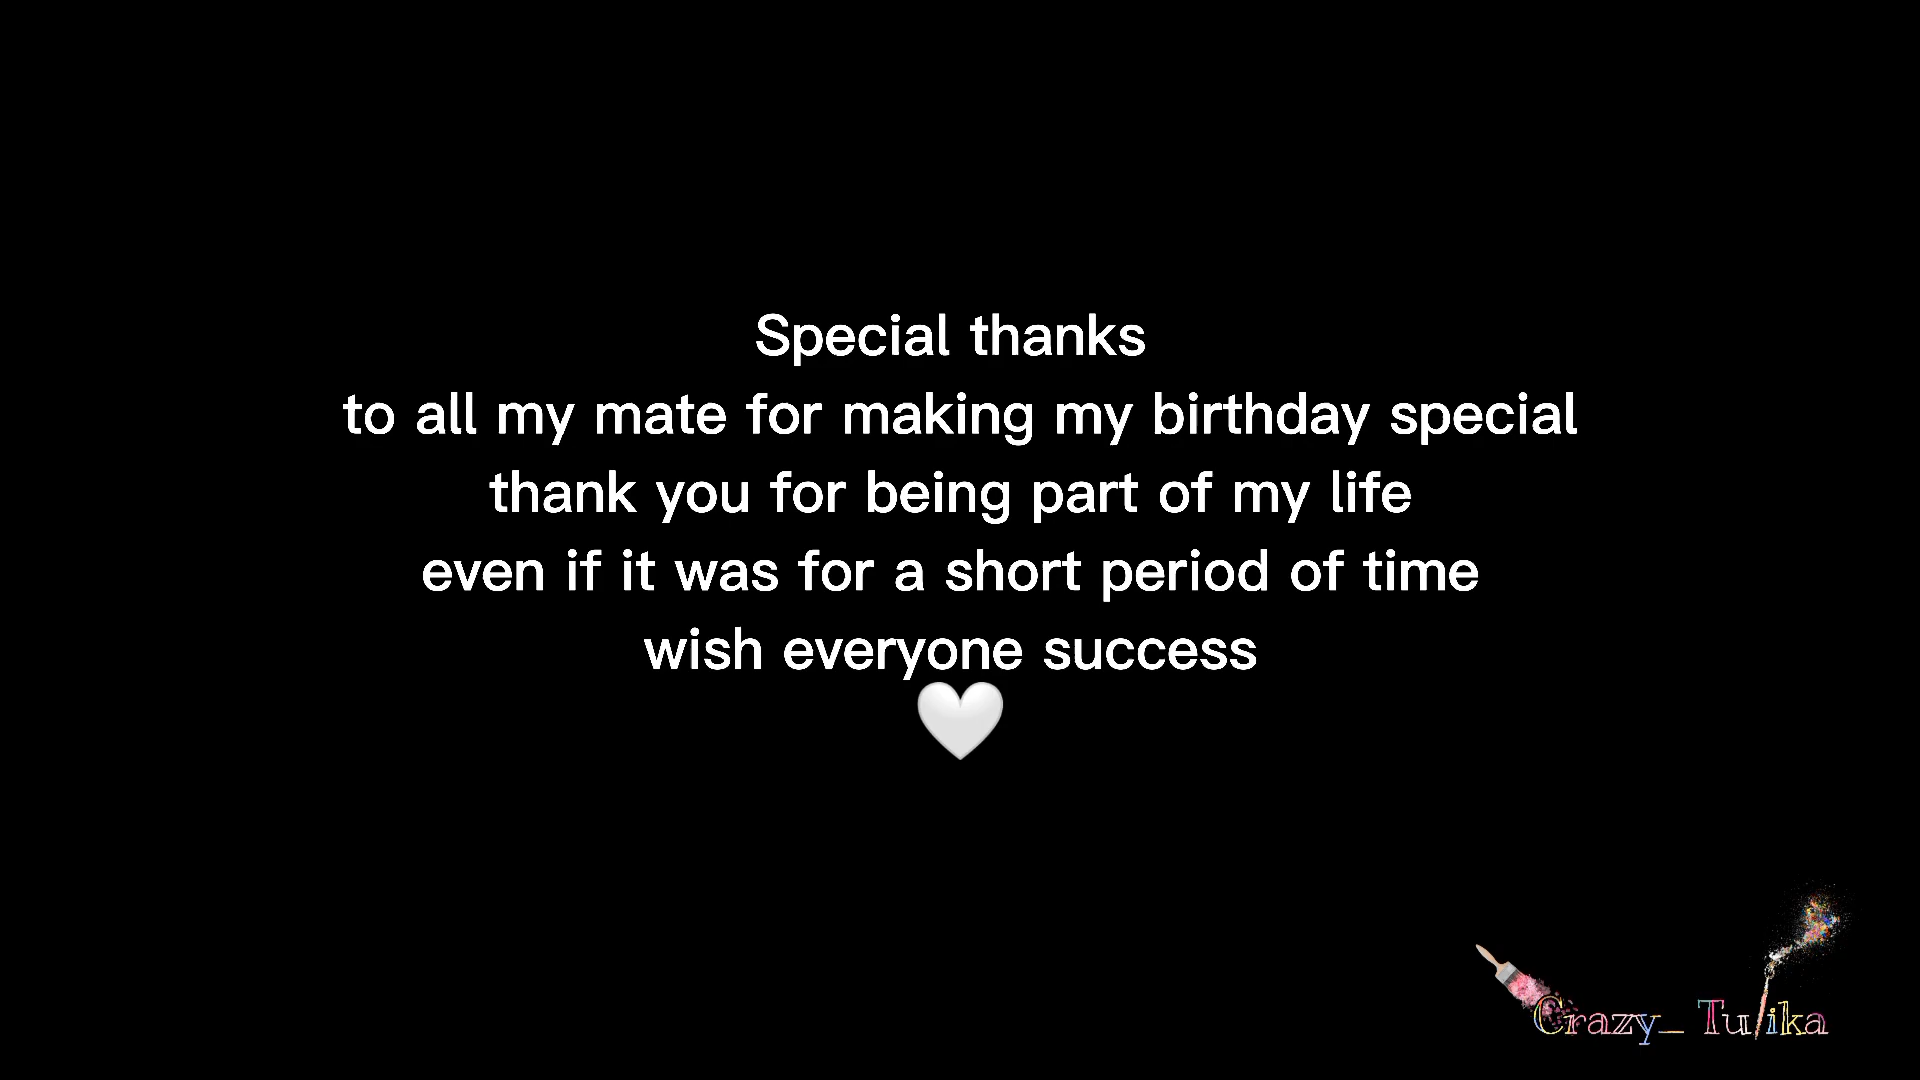 Special thanks
to all my mate for making my birthday special
thank you for being part of my life
even if it was for a short period of time
wish everyone success
🤍
Crazy_ Tulika